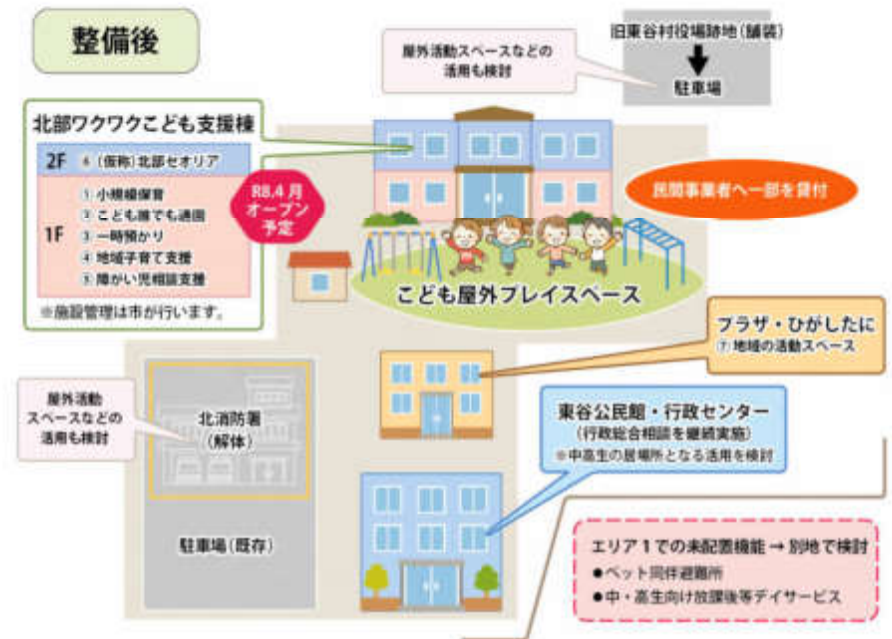 整備後
屋外活動スペースなどの
活用も検討
旧東谷村役場跡地(舗装)
駐車場
北部ワクワクこども支援棟
2F ⑥ (仮称)北部セオリア
1F
① 小規模保育
② こども誰でも通園
③ 一時預かり
④ 地域子育て支援
⑤ 障がい児相談支援
※施設管理は市が行います。
R8.4月
オープン
予定
民間事業者へ一部を貸付
こども屋外プレイスペース
プラザ・ひがしたに
⑦ 地域の活動スペース
屋外活動
スペースなどの
活用も検討
北消防署
(解体)
駐車場(既存)
東谷公民館・行政センター
(行政総合相談を継続実施)
※中高生の居場所となる活用を検討
エリア1での未配置機能→別地で検討
●ペット同伴避難所
●中・高生向け放課後等デイサービス